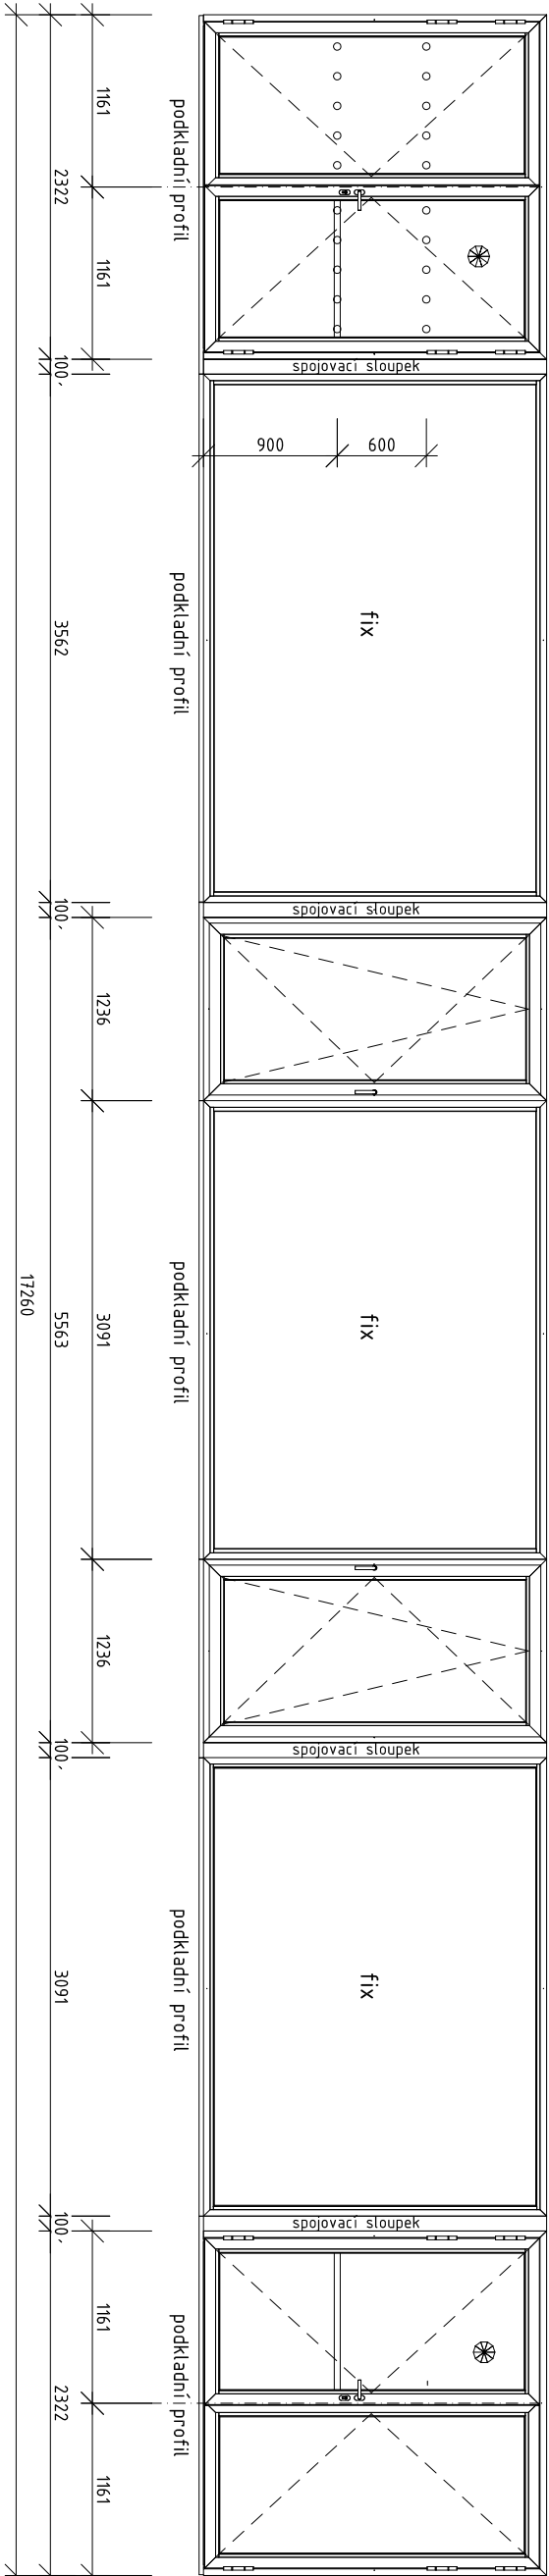 1161
podkladní profil
2322
1161
100,
spojovací sloupek
900
600
podkladní profil
3562
fix
100,
spojovací sloupek
1236
podkladní profil
17260
5563
3091
fix
1236
100,
spojovací sloupek
podkladní profil
3091
fix
100,
spojovací sloupek
1161
podkladní profil
2322
1161